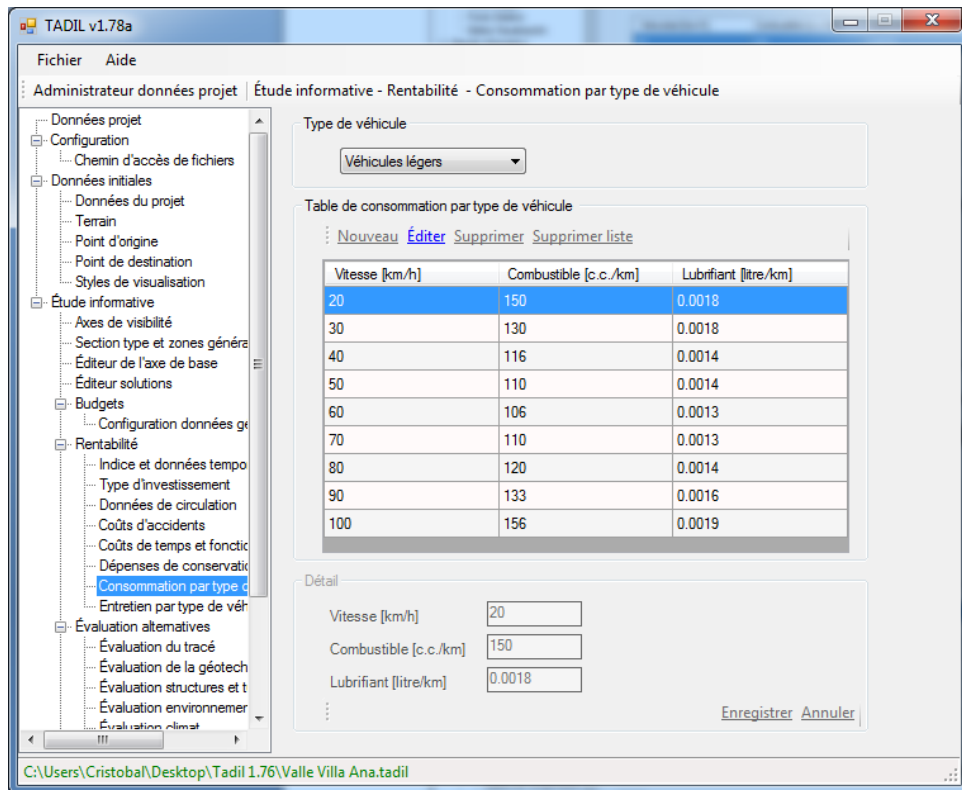 TADIL v1.78a
Fichier Aide
Administrateur données projet Étude informative - Rentabilité - Consommation par type de véhicule
Données projet
Configuration
Chemin d'accès de fichiers
Données initiales
Données du projet
Terrain
Point d'origine
Point de destination
Styles de visualisation
Étude informative
Axes de visibilité
Section type et zones généra
Éditeur de l'axe de base
Éditeur solutions
Budgets
Configuration données ge
Rentabilité
Indice et données tempo
Type d'investissement
Données de circulation
Coûts d'accidents
Coûts de temps et fonctio
Dépenses de conservatio
Consommation par type d
Entretien par type de véh
Évaluation alternatives
Évaluation du tracé
Évaluation de la géotech
Évaluation structures et t
Évaluation environnemer
Évaluation climat
Type de véhicule
Véhicules légers
Table de consommation par type de véhicule
Nouveau Éditer Supprimer Supprimer liste
Vitesse [km/h] Combustible [c.c./km] Lubrifiant [litre/km]
20 150 0.0018
30 130 0.0018
40 116 0.0014
50 110 0.0014
60 106 0.0013
70 110 0.0013
80 120 0.0014
90 133 0.0016
100 156 0.0019
Détail
Vitesse [km/h] 20
Combustible [c.c./km] 150
Lubrifiant [litre/km] 0.0018
Enregistrer Annuler
C:\Users\Cristobal\Desktop\Tadil 1.76\Valle Villa Ana.tadil